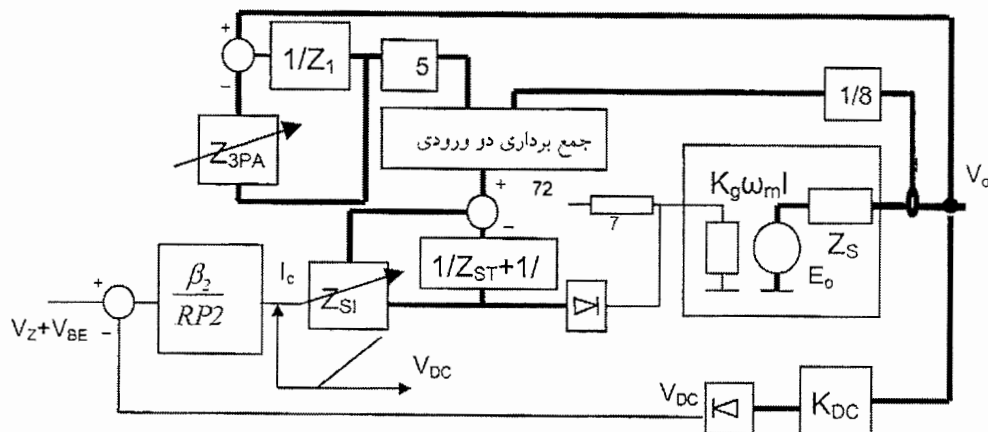 +
1/Z₁
5
−
1/8
Z₃PA
جمع برداری دو ورودی
+
72
Kgωml
Vo
7
−
Zs
1/ZST+1/
Eo
+
β₂
RP2
Ic
ZSI
VZ+VBE
−
VDC
VDC
KDC